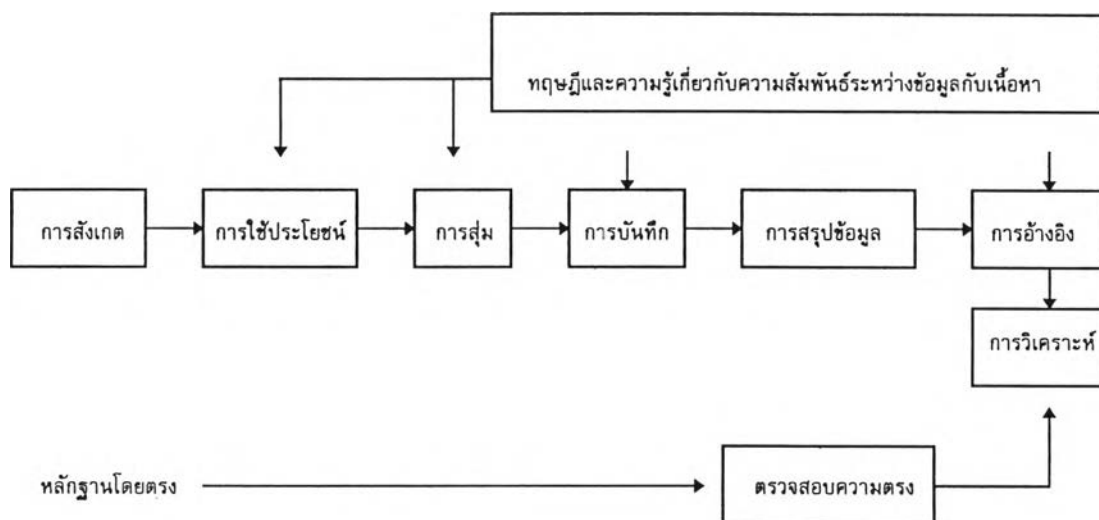 ทฤษฎีและความรู้เกี่ยวกับความสัมพันธ์ระหว่างข้อมูลกับเนื้อหา
การสังเกต
การใช้ประโยชน์
การสุ่ม
การบันทึก
การสรุปข้อมูล
การอ้างอิง
การวิเคราะห์
หลักฐานโดยตรง
ตรวจสอบความตรง